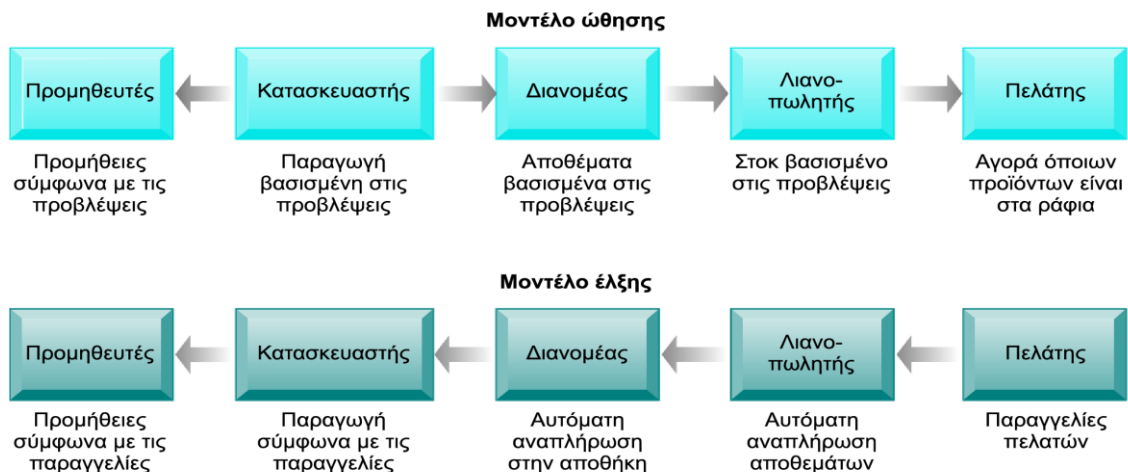 Μοντέλο ώθησης
Προμηθευτές
Κατασκευαστής
Διανομέας
Λιανο-
πωλητής
Πελάτης
Προμήθειες
σύμφωνα με τις
προβλέψεις
Παραγωγή
βασισμένη στις
προβλέψεις
Αποθέματα
βασισμένα στις
προβλέψεις
Στοκ βασισμένο
στις προβλέψεις
Αγορά όποιων
προϊόντων είναι
στα ράφια
Μοντέλο έλξης
Προμηθευτές
Κατασκευαστής
Διανομέας
Λιανο-
πωλητής
Πελάτης
Προμήθειες
σύμφωνα με τις
παραγγελίες
Παραγωγή
σύμφωνα με τις
παραγγελίες
Αυτόματη
αναπλήρωση
στην αποθήκη
Αυτόματη
αναπλήρωση
αποθεμάτων
Παραγγελίες
πελατών